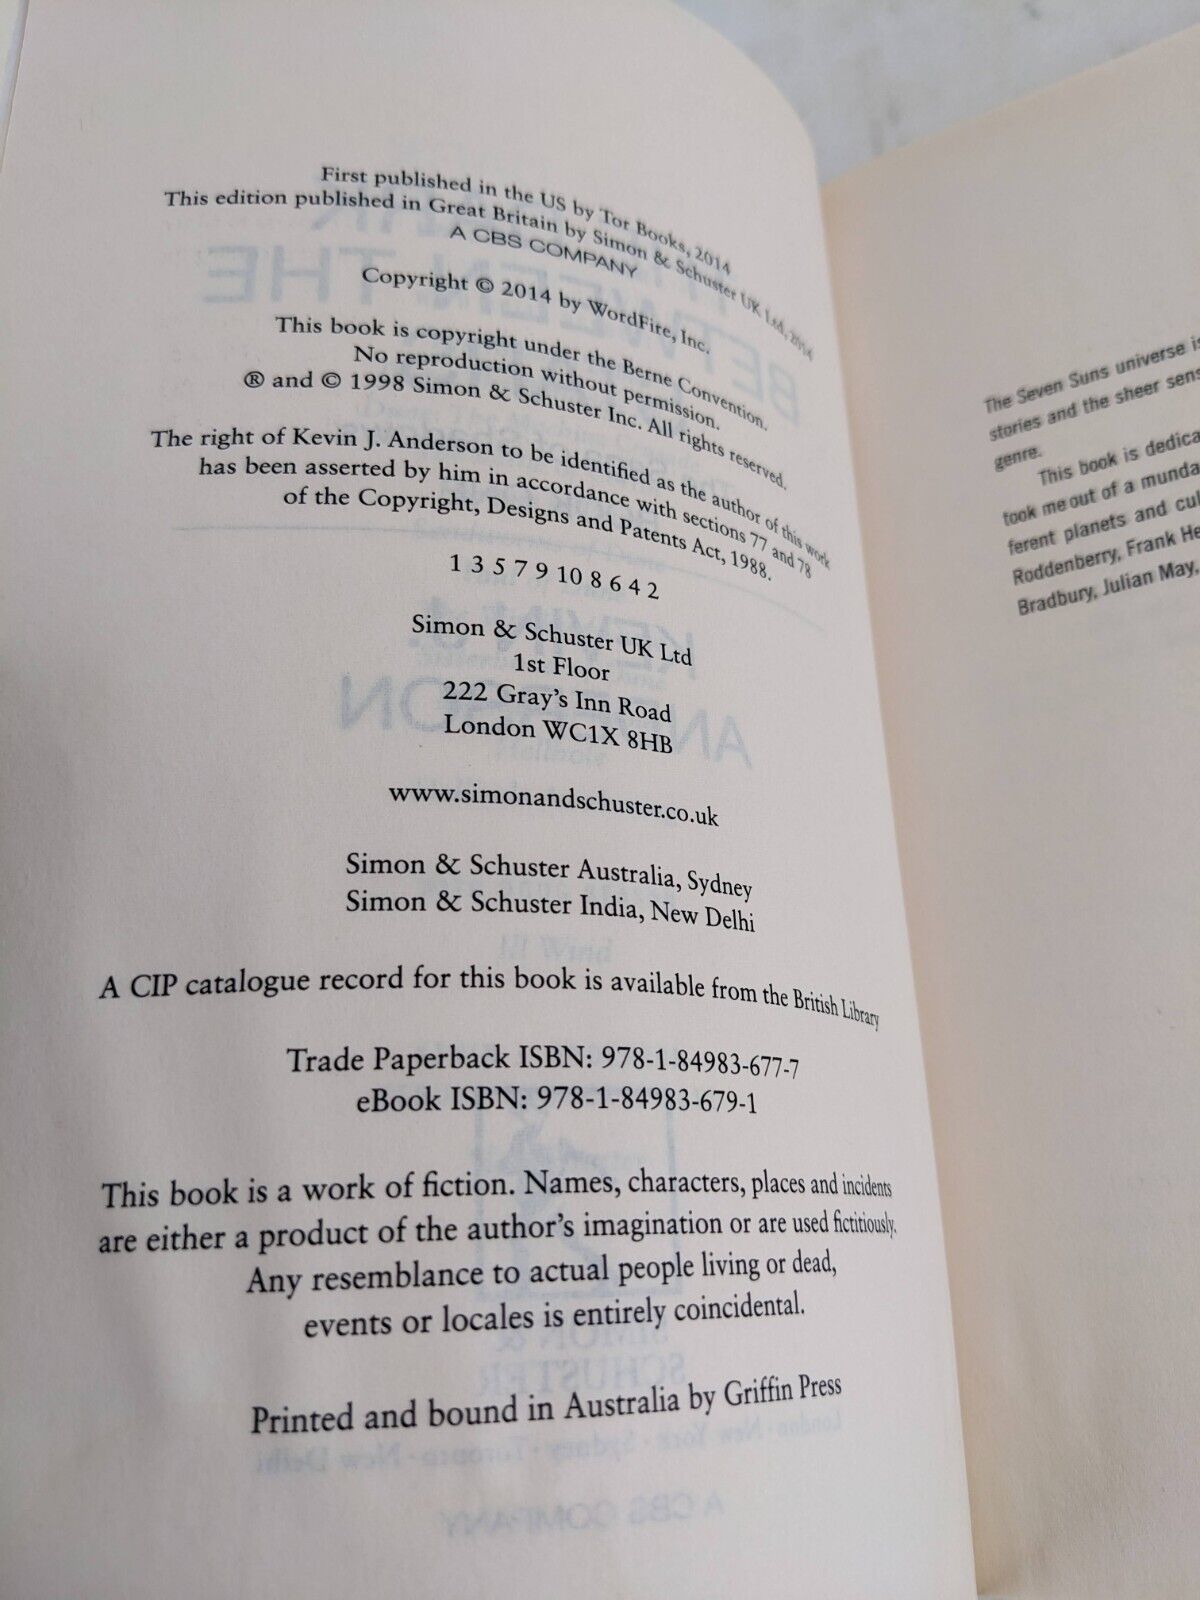 First published in the US by Tor Books, 2014
This edition published in Great Britain by Simon & Schuster UK Ltd, 2014
A CBS COMPANY
Copyright © 2014 by WordFire, Inc.
This book is copyright under the Berne Convention.
No reproduction without permission.
® and © 1998 Simon & Schuster Inc. All rights reserved.
The right of Kevin J. Anderson to be identified as the author of this work
has been asserted by him in accordance with sections 77 and 78
of the Copyright, Designs and Patents Act, 1988.
1 3 5 7 9 10 8 6 4 2
Simon & Schuster UK Ltd
1st Floor
222 Gray's Inn Road
London WC1X 8HB
www.simonandschuster.co.uk
Simon & Schuster Australia, Sydney
Simon & Schuster India, New Delhi
A CIP catalogue record for this book is available from the British Library
Trade Paperback ISBN: 978-1-84983-677-7
eBook ISBN: 978-1-84983-679-1
This book is a work of fiction. Names, characters, places and incidents
are either a product of the author's imagination or are used fictitiously.
Any resemblance to actual people living or dead,
events or locales is entirely coincidental.
Printed and bound in Australia by Griffin Press
The Seven Suns universe is
stories and the sheer sens
genre.
This book is dedica
took me out of a munda
ferent planets and cul
Roddenberry, Frank He
Bradbury, Julian May,